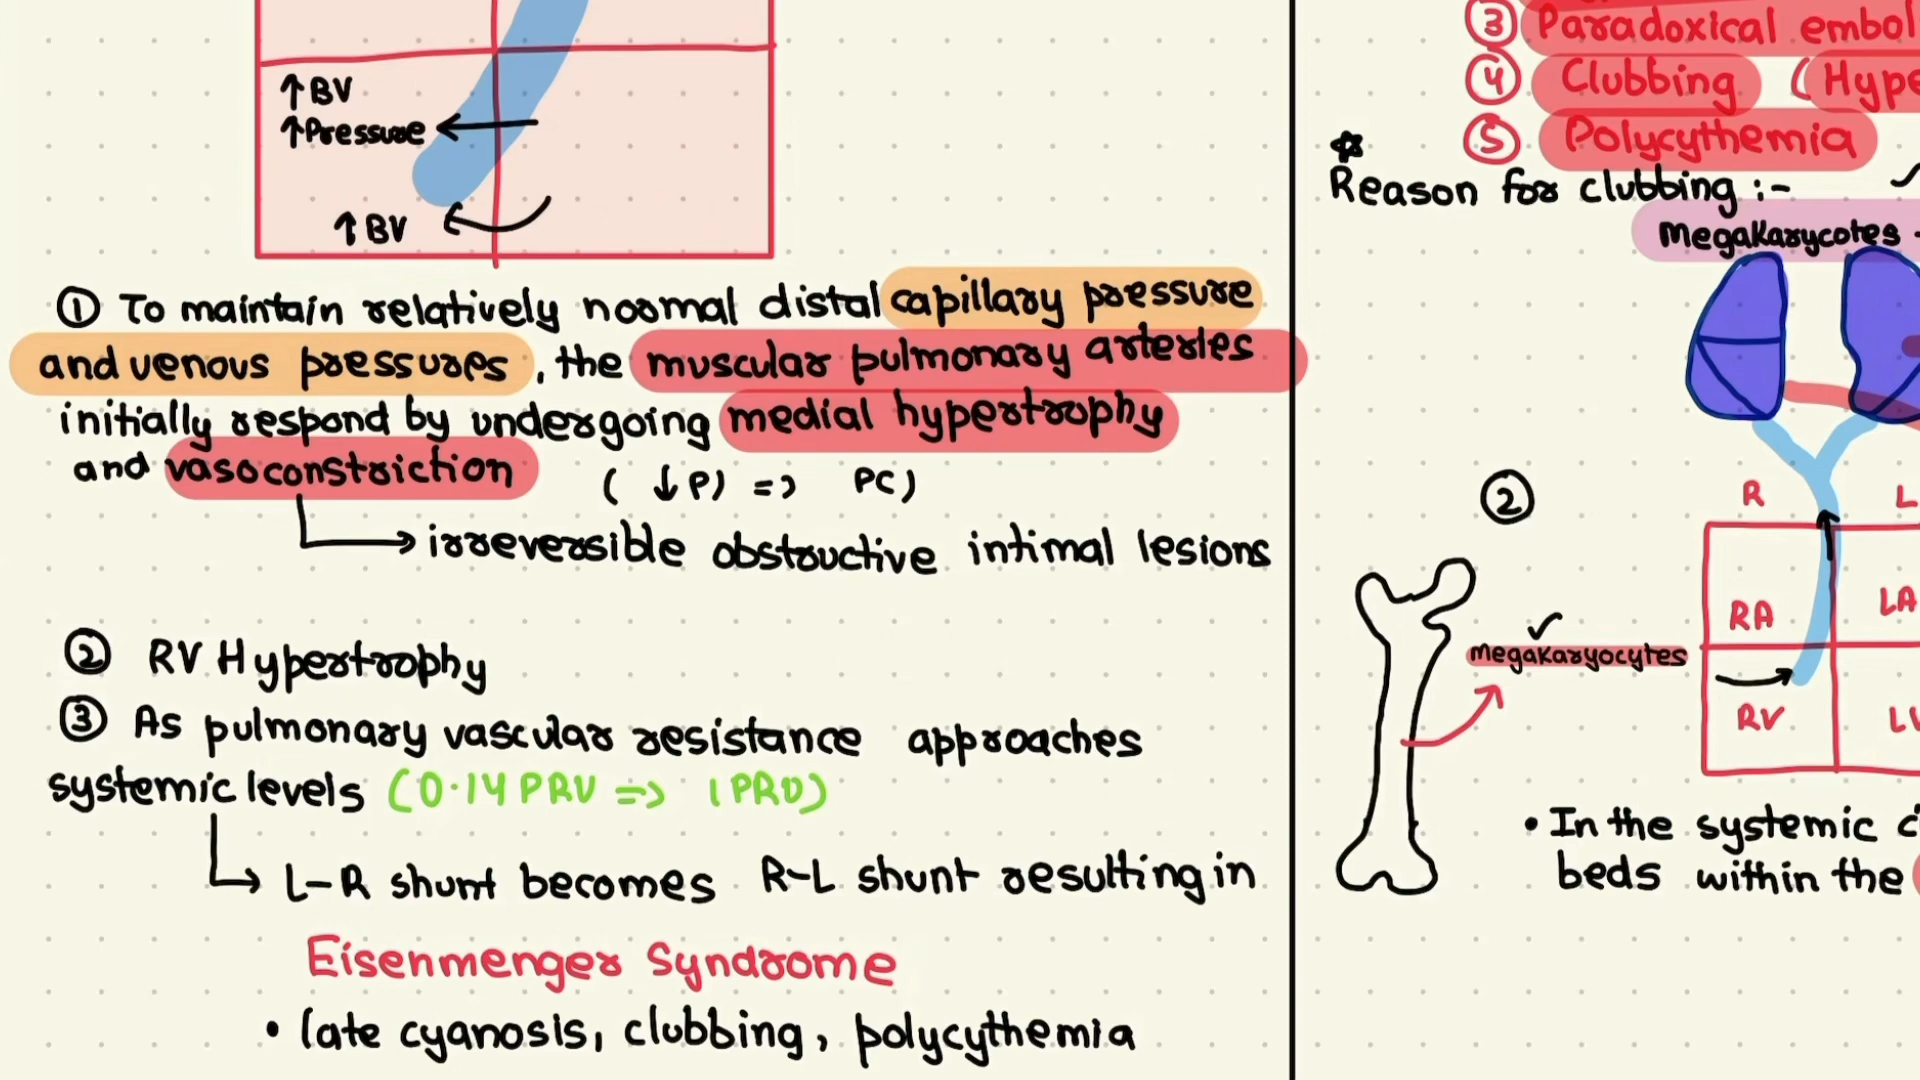 ↑BV
↑Pressure
↑BV
① To maintain relatively normal distal capillary pressure
and venous pressures, the muscular pulmonary arteries
initially respond by undergoing medial hypertrophy
and vasoconstriction (↓P) => PC)
→ irreversible obstructive intimal lesions
② RV Hypertrophy
③ As pulmonary vascular resistance approaches
systemic levels (0.14 PRU => 1 PRU)
→ L-R shunt becomes R-L shunt resulting in
Eisenmenger Syndrome
• late cyanosis, clubbing, polycythemia
③ Paradoxical embol
④ Clubbing (Hype
⑤ Polycythemia
Reason for clubbing :-
Megakarycotes
②
R L
RA LA
megakaryocytes
RV
• In the systemic c
beds within the